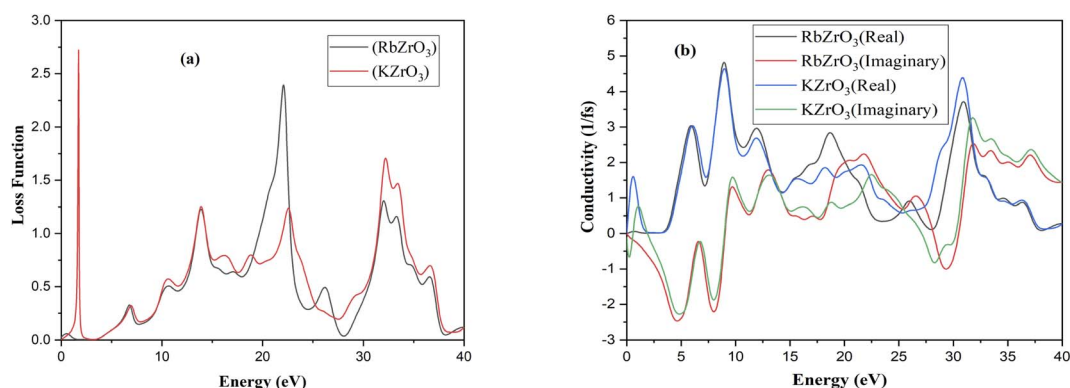 3.0
2.5
2.0
1.5
1.0
0.5
0.0
Loss Function
(a)
(RbZrO3)
(KZrO3)
0 10 20 30 40
Energy (eV)
6
5
4
3
2
1
0
-1
-2
-3
Conductivity (1/fs)
(b)
RbZrO3(Real)
RbZrO3(Imaginary)
KZrO3(Real)
KZrO3(Imaginary)
0 5 10 15 20 25 30 35 40
Energy (eV)